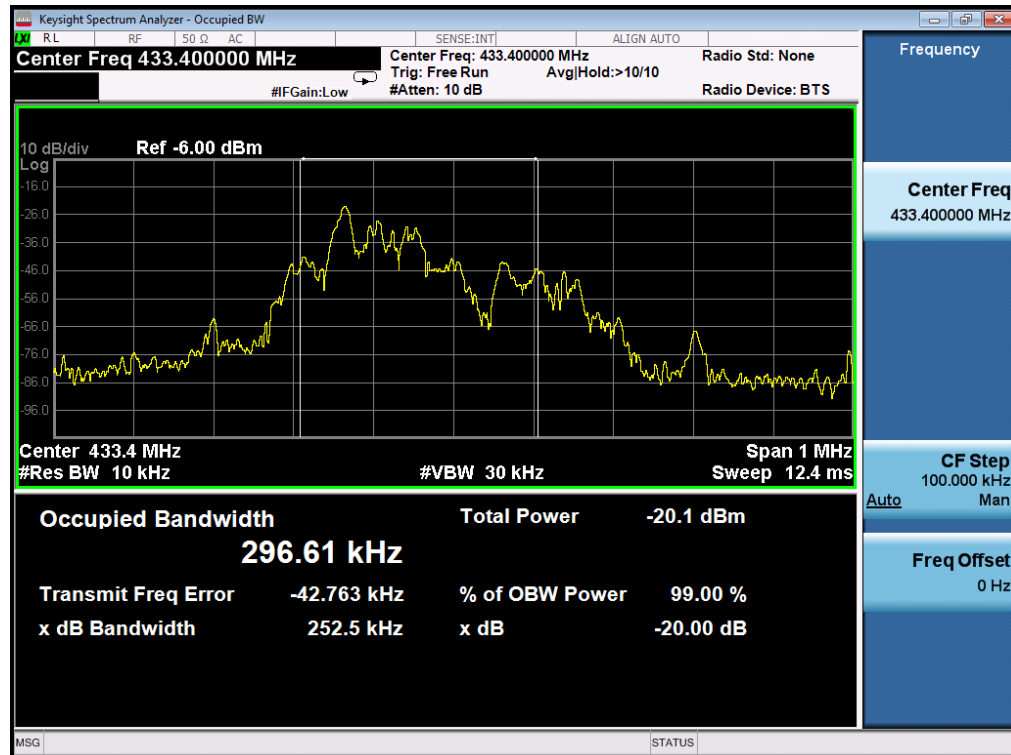 Keysight Spectrum Analyzer - Occupied BW
LXI RL RF 50 Ω AC SENSE:INT ALIGN AUTO
Center Freq 433.400000 MHz
#IFGain:Low
Center Freq: 433.400000 MHz
Trig: Free Run Avg|Hold:>10/10
#Atten: 10 dB
Radio Std: None
Radio Device: BTS
10 dB/div Ref -6.00 dBm
Log
-16.0
-26.0
-36.0
-46.0
-56.0
-66.0
-76.0
-86.0
-96.0
Center 433.4 MHz Span 1 MHz
#Res BW 10 kHz #VBW 30 kHz Sweep 12.4 ms
Occupied Bandwidth Total Power -20.1 dBm
296.61 kHz
Transmit Freq Error -42.763 kHz % of OBW Power 99.00 %
x dB Bandwidth 252.5 kHz x dB -20.00 dB
Frequency
Center Freq
433.400000 MHz
CF Step
100.000 kHz
Auto Man
Freq Offset
0 Hz
MSG STATUS